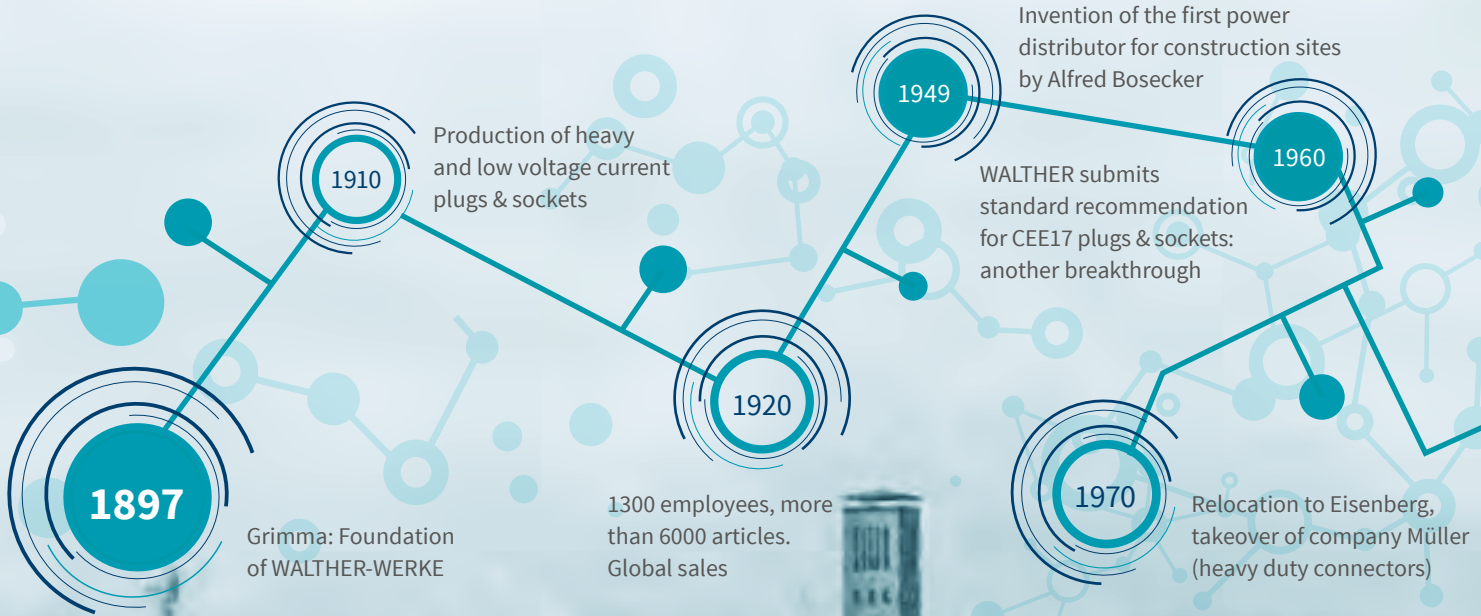 1897
Grimma: Foundation
of WALTHER-WERKE
1910
Production of heavy
and low voltage current
plugs & sockets
1920
1300 employees, more
than 6000 articles.
Global sales
1949
Invention of the first power
distributor for construction sites
by Alfred Bosecker
1960
WALTHER submits
standard recommendation
for CEE17 plugs & sockets:
another breakthrough
1970
Relocation to Eisenberg,
takeover of company Müller
(heavy duty connectors)